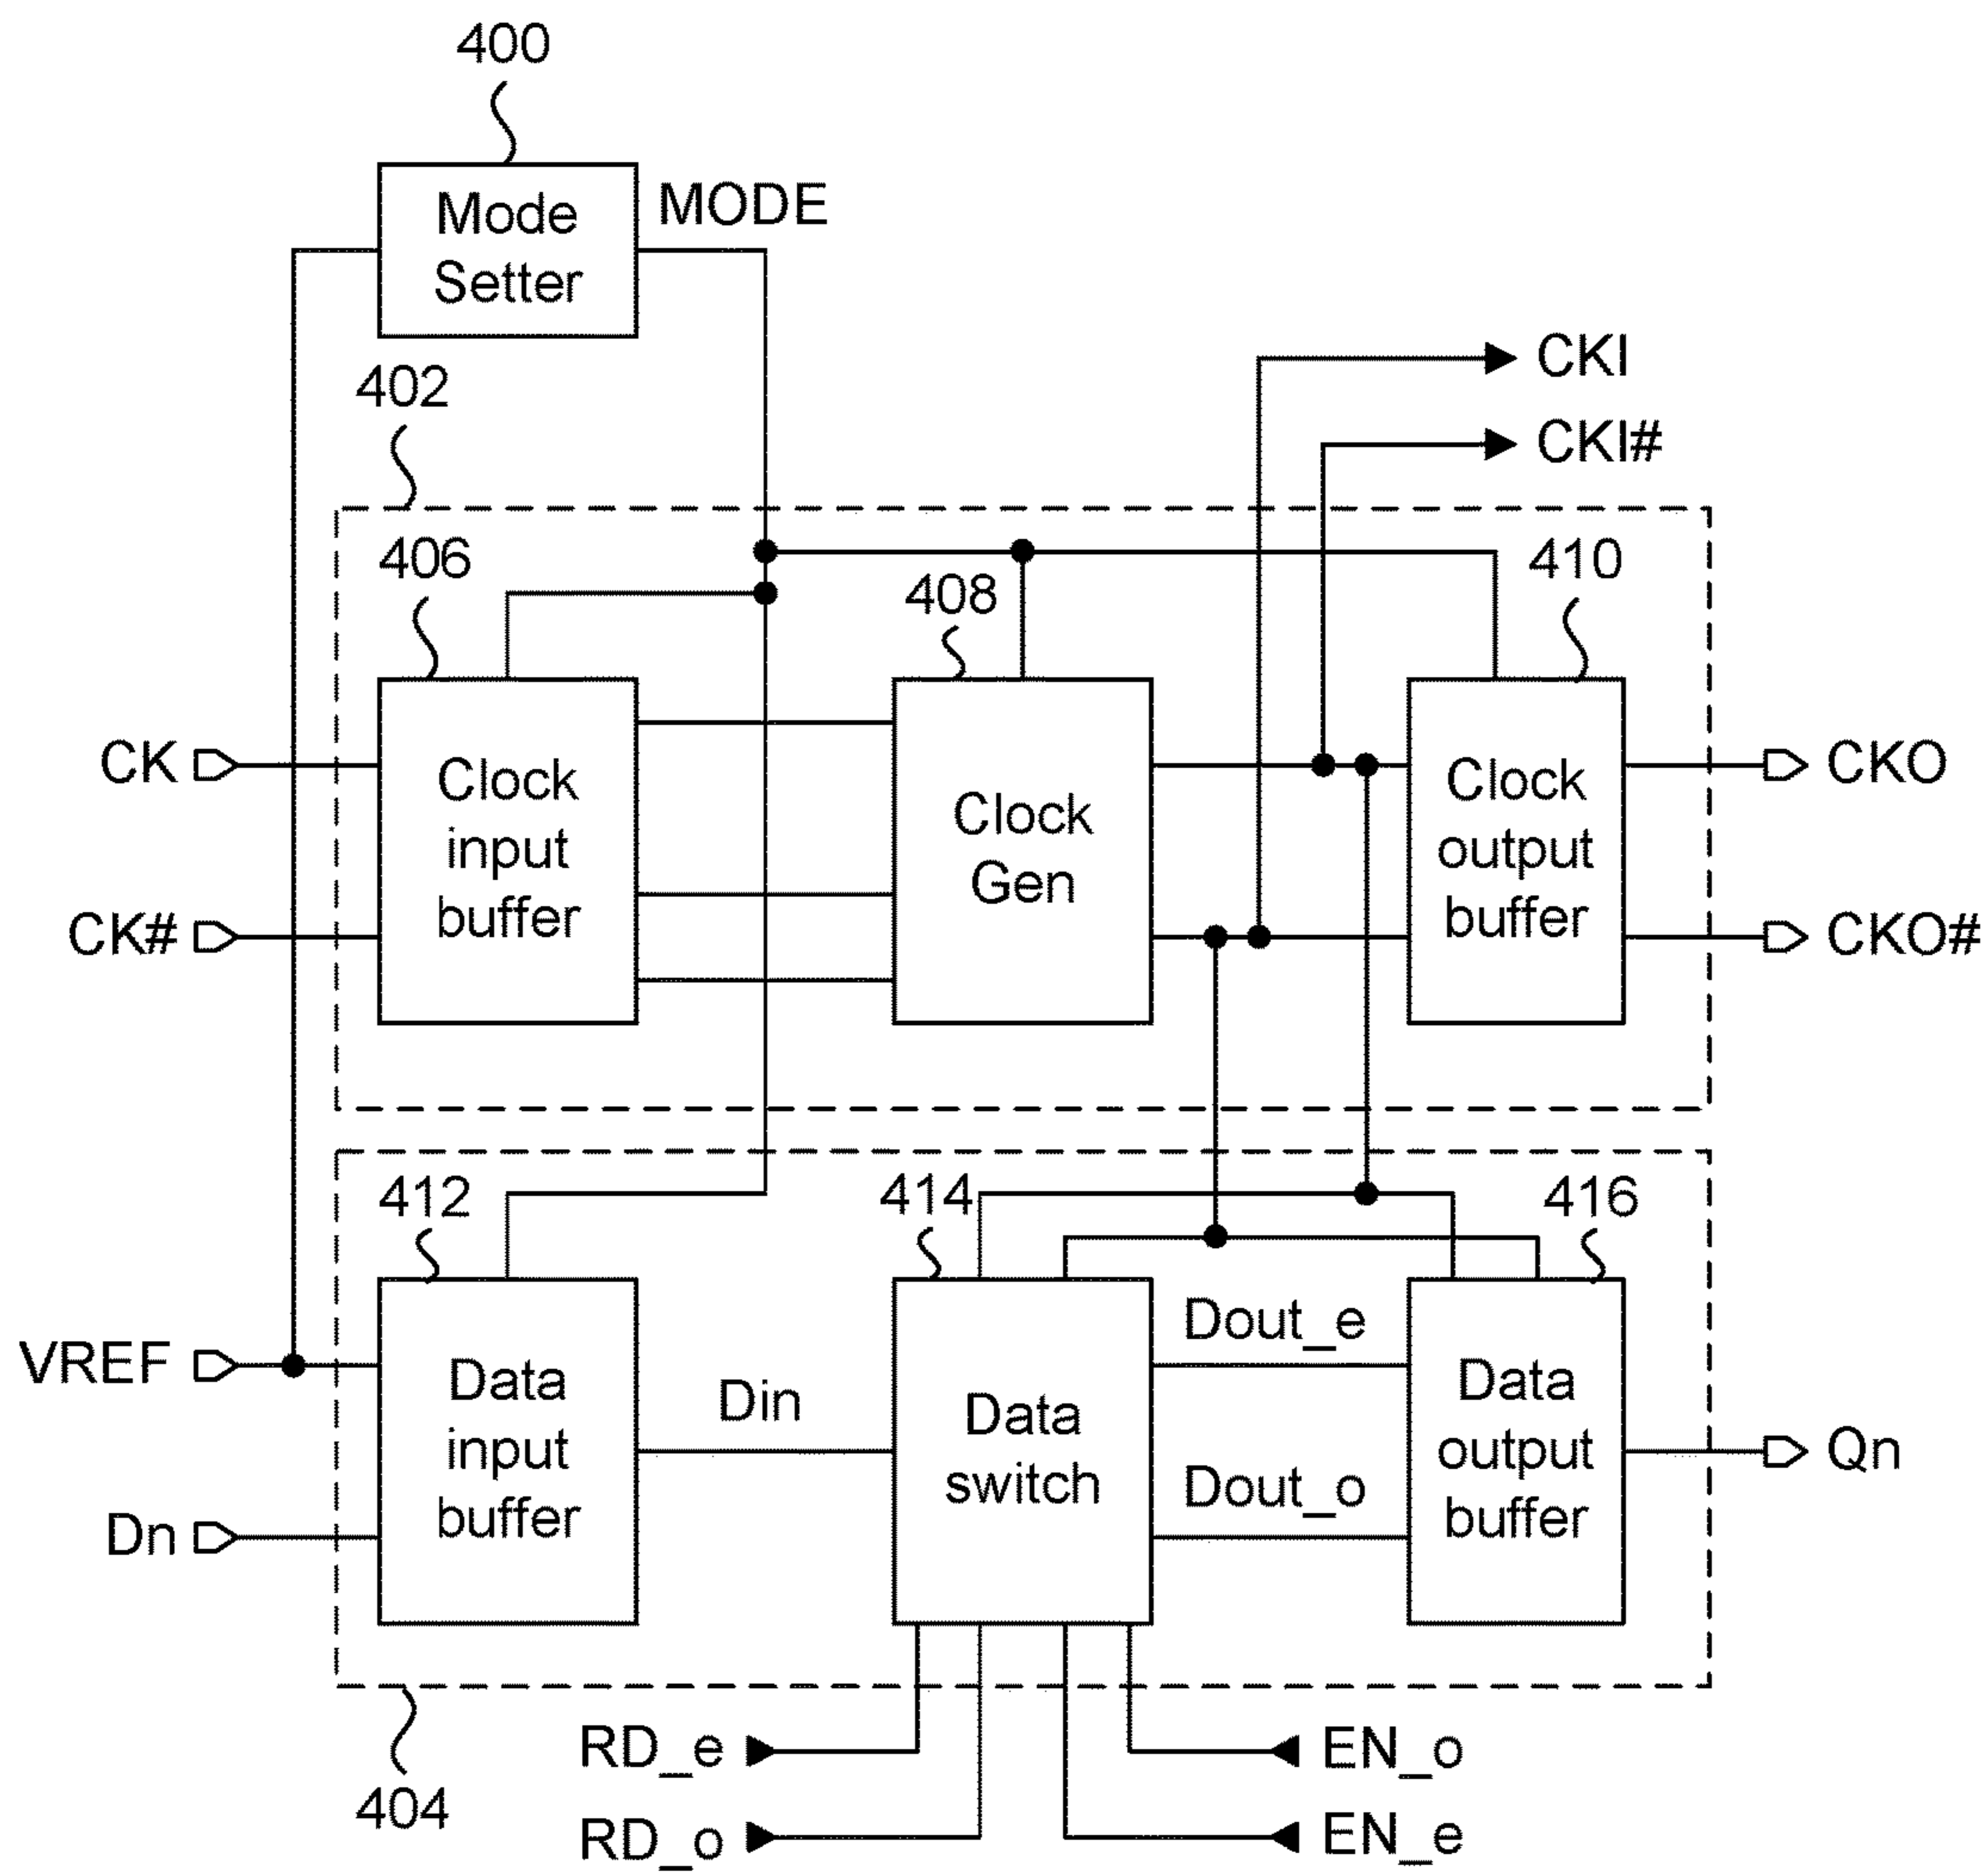 400
Mode
Setter
MODE
402
CKI
CKI#
406
408
410
CK
CK#
Clock
input
buffer
Clock
Gen
Clock
output
buffer
CKO
CKO#
412
414
416
VREF
Dn
Data
input
buffer
Din
Data
switch
Dout_e
Dout_o
Data
output
buffer
Qn
404
RD_e
RD_o
EN_o
EN_e